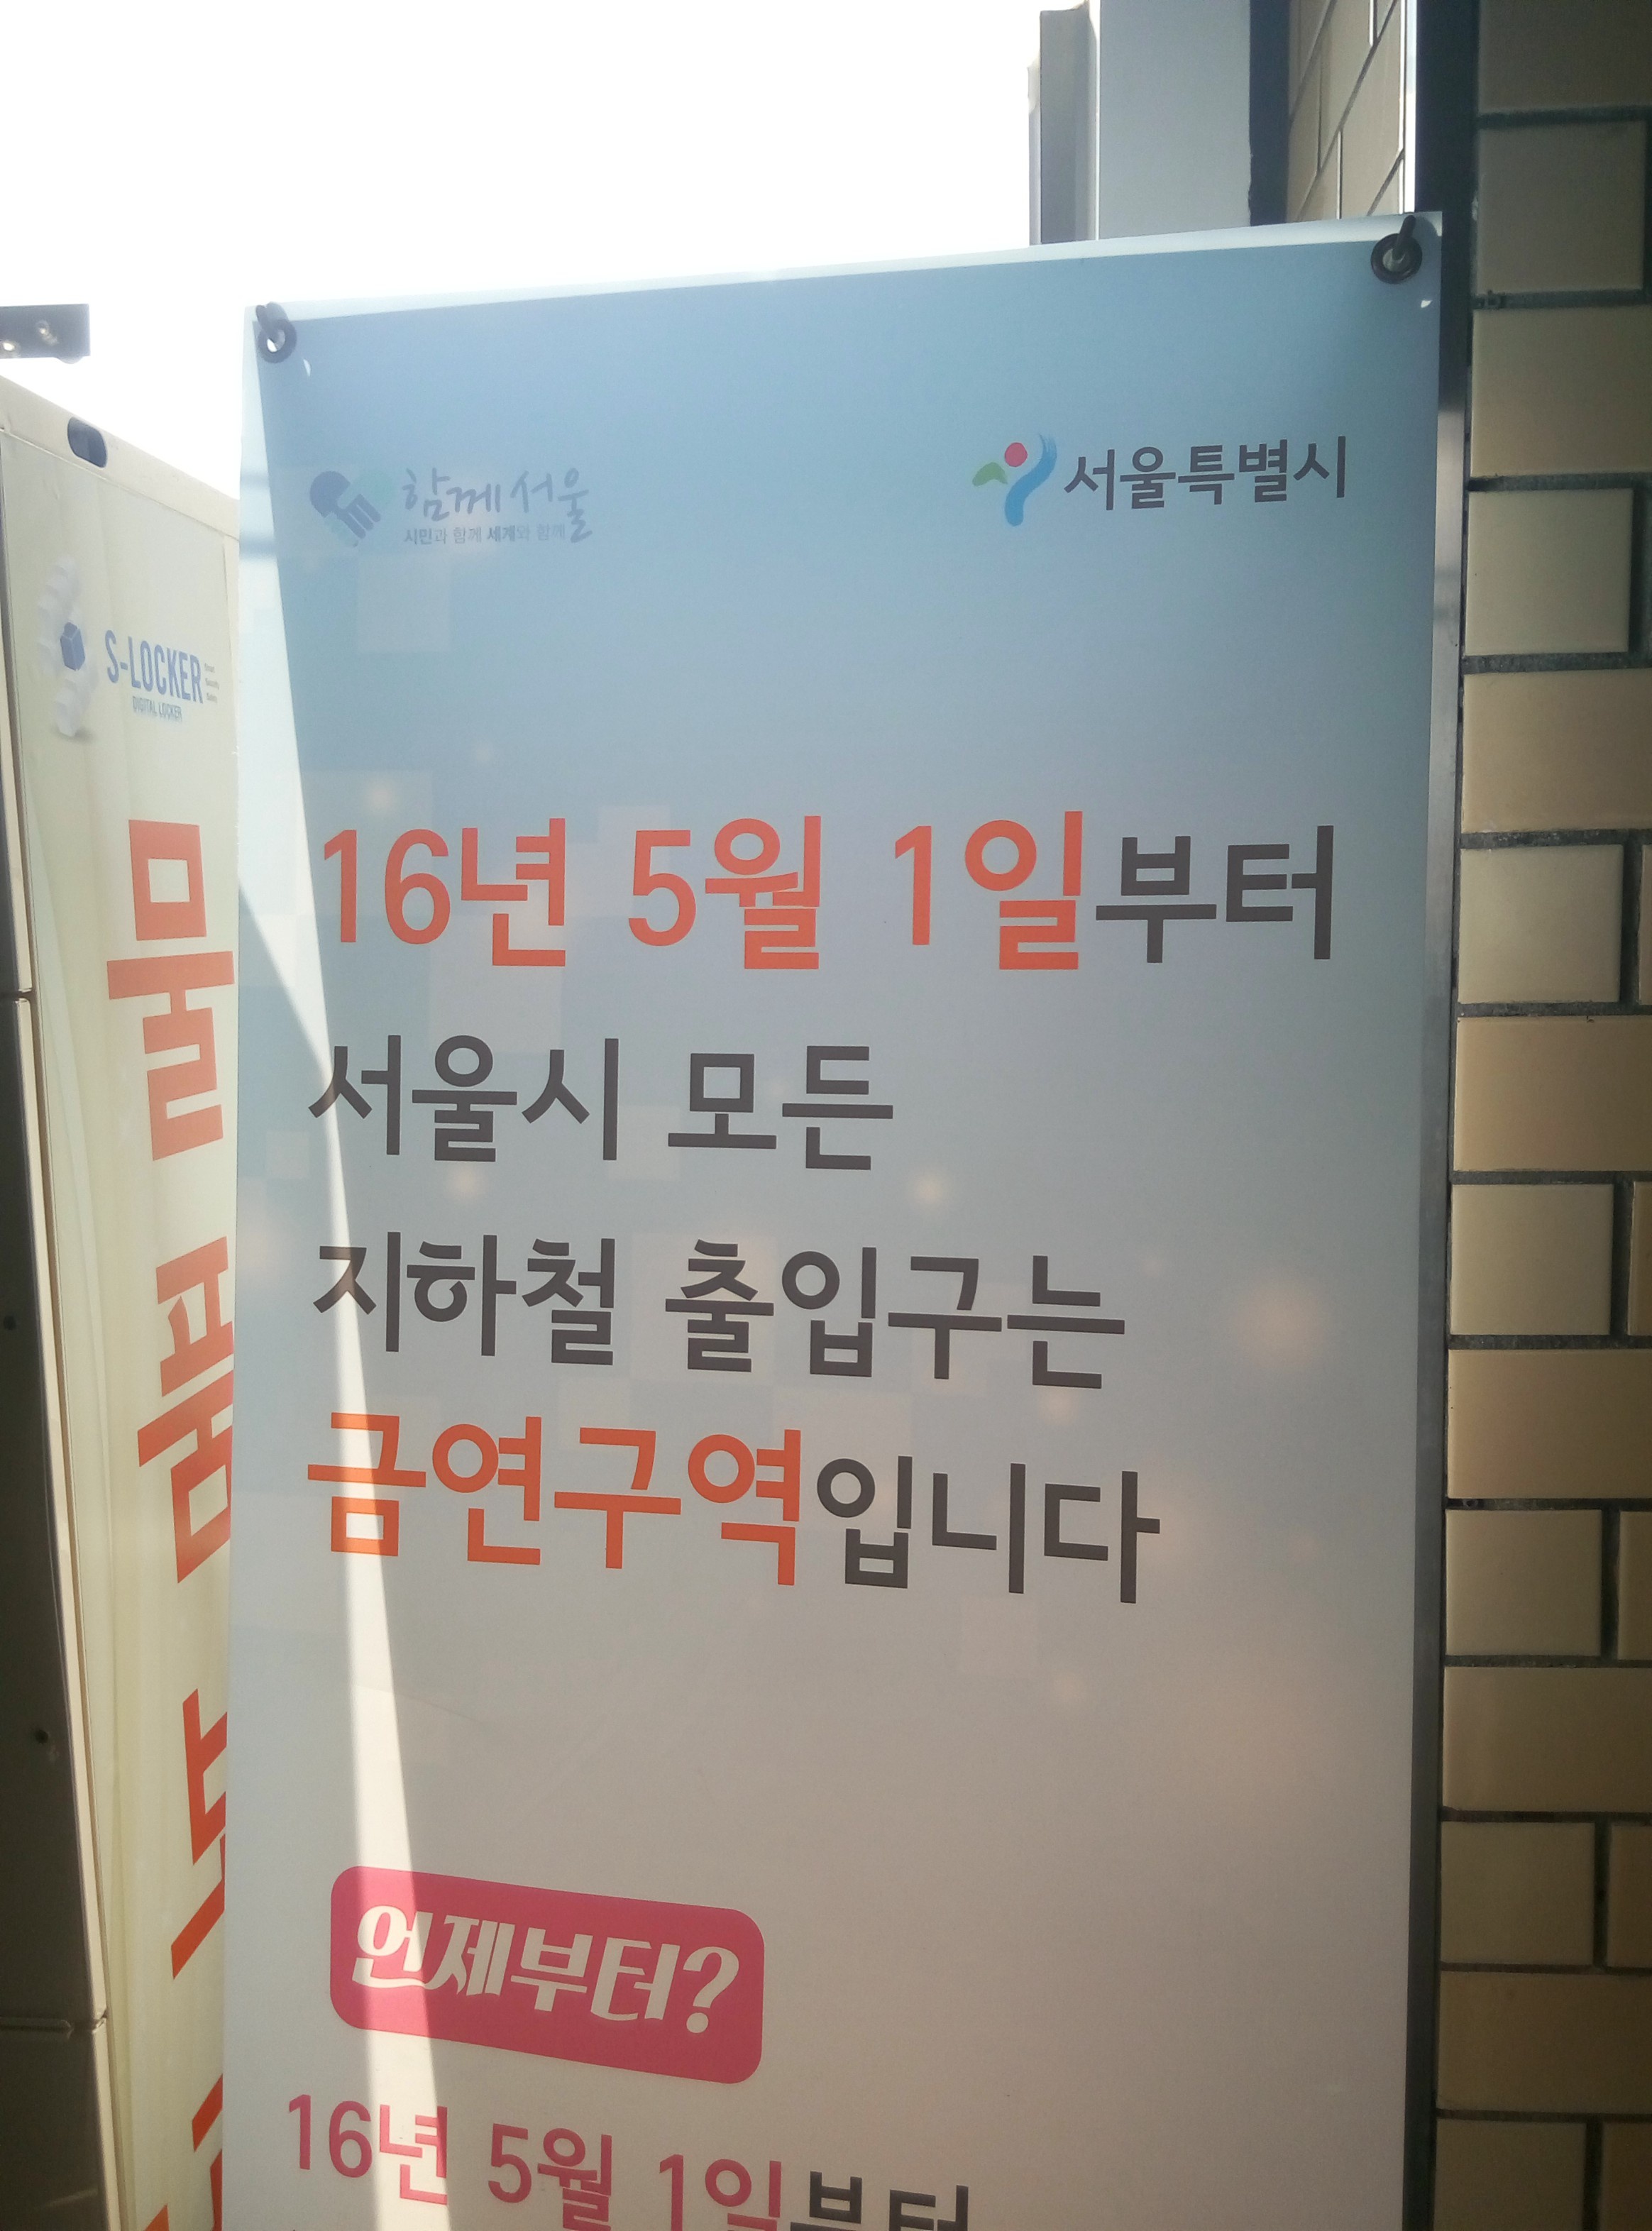 함께 서울
시민과 함께 세계와 함께
서울특별시
S-LOCKER
DIGITAL LOCKER
물품보
16년 5월 1일부터
서울시 모든
지하철 출입구는
금연구역입니다
언제부터?
16년 5월 1일부터